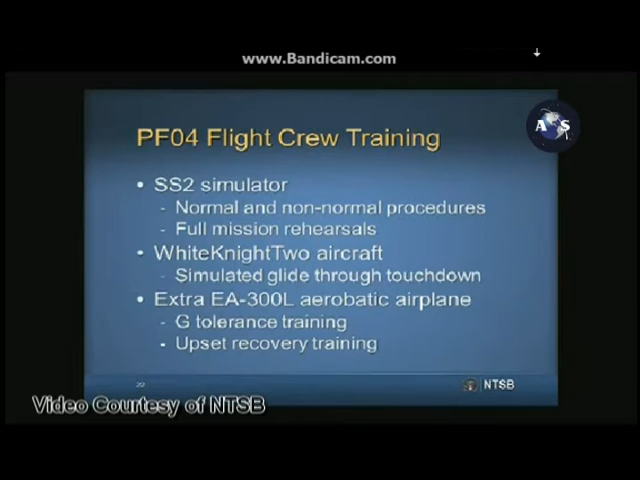 www.Bandicam.com
PF04 Flight Crew Training
A S
• SS2 simulator
- Normal and non-normal procedures
- Full mission rehearsals
• WhiteKnightTwo aircraft
- Simulated glide through touchdown
• Extra EA-300L aerobatic airplane
- G tolerance training
- Upset recovery training
22
NTSB
Video Courtesy of NTSB